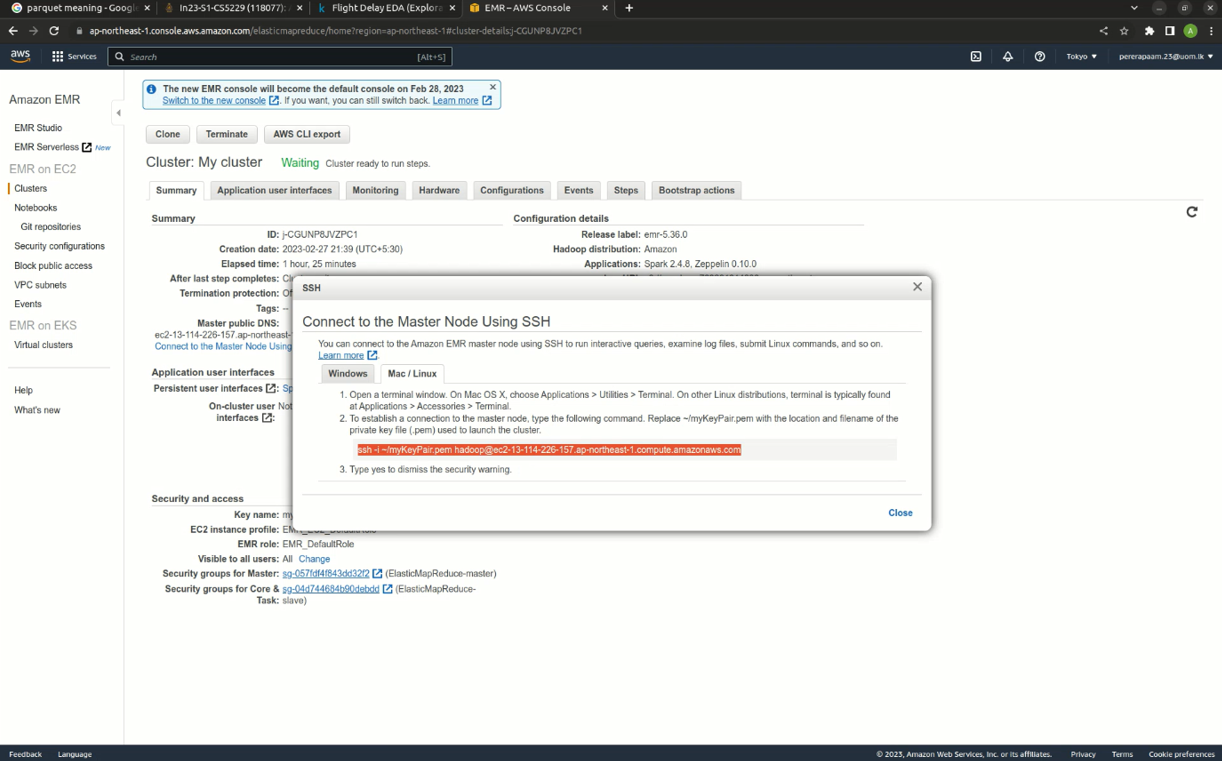 parquet meaning - Google
In23-S1-CS5229 (118077): A
Flight Delay EDA (Explora
EMR – AWS Console
ap-northeast-1.console.aws.amazon.com/elasticmapreduce/home?region=ap-northeast-1#cluster-details:j-CGUNP8JVZPC1
A
aws
Services
Search
[Alt+S]
Tokyo
pererapaam.23@uom.lk
Amazon EMR
EMR Studio
EMR Serverless New
EMR on EC2
Clusters
Notebooks
Git repositories
Security configurations
Block public access
VPC subnets
Events
EMR on EKS
Virtual clusters
Help
What's new
The new EMR console will become the default console on Feb 28, 2023
Switch to the new console . If you want, you can still switch back. Learn more
Clone
Terminate
AWS CLI export
Cluster: My cluster Waiting Cluster ready to run steps.
Summary
Application user interfaces
Monitoring
Hardware
Configurations
Events
Steps
Bootstrap actions
Summary
ID: j-CGUNP8JVZPC1
Creation date: 2023-02-27 21:39 (UTC+5:30)
Elapsed time: 1 hour, 25 minutes
After last step completes:
Termination protection:
Tags: --
Master public DNS:
ec2-13-114-226-157.ap-northeast-
Connect to the Master Node Using
Configuration details
Release label: emr-5.36.0
Hadoop distribution: Amazon
Applications: Spark 2.4.8, Zeppelin 0.10.0
Application user interfaces
Persistent user interfaces : Sp
On-cluster user Not
interfaces :
Security and access
Key name: my
EC2 instance profile: EMR_EC2_DefaultRole
EMR role: EMR_DefaultRole
Visible to all users: All Change
Security groups for Master: sg-057fdf4f843dd32f2 (ElasticMapReduce-master)
Security groups for Core & sg-04d744684b90debdd (ElasticMapReduce-
Task: slave)
SSH
Connect to the Master Node Using SSH
You can connect to the Amazon EMR master node using SSH to run interactive queries, examine log files, submit Linux commands, and so on.
Learn more .
Windows
Mac / Linux
1. Open a terminal window. On Mac OS X, choose Applications > Utilities > Terminal. On other Linux distributions, terminal is typically found
at Applications > Accessories > Terminal.
2. To establish a connection to the master node, type the following command. Replace ~/myKeyPair.pem with the location and filename of the
private key file (.pem) used to launch the cluster.
ssh -i ~/myKeyPair.pem hadoop@ec2-13-114-226-157.ap-northeast-1.compute.amazonaws.com
3. Type yes to dismiss the security warning.
Close
Feedback
Language
© 2023, Amazon Web Services, Inc. or its affiliates.
Privacy
Terms
Cookie preferences